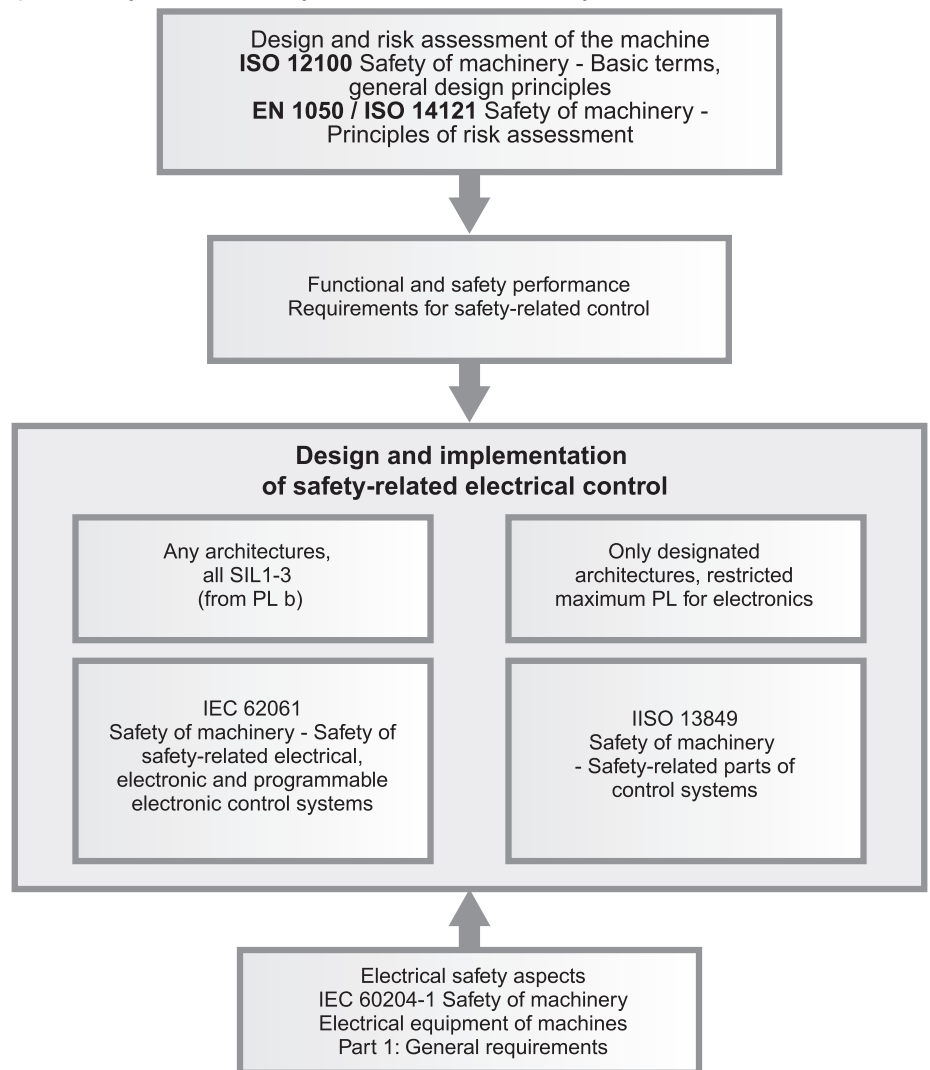 Design and risk assessment of the machine
ISO 12100 Safety of machinery - Basic terms,
general design principles
EN 1050 / ISO 14121 Safety of machinery -
Principles of risk assessment
Functional and safety performance
Requirements for safety-related control
Design and implementation
of safety-related electrical control
Any architectures,
all SIL1-3
(from PL b)
Only designated
architectures, restricted
maximum PL for electronics
IEC 62061
Safety of machinery - Safety of
safety-related electrical,
electronic and programmable
electronic control systems
IISO 13849
Safety of machinery
- Safety-related parts of
control systems
Electrical safety aspects
IEC 60204-1 Safety of machinery
Electrical equipment of machines
Part 1: General requirements